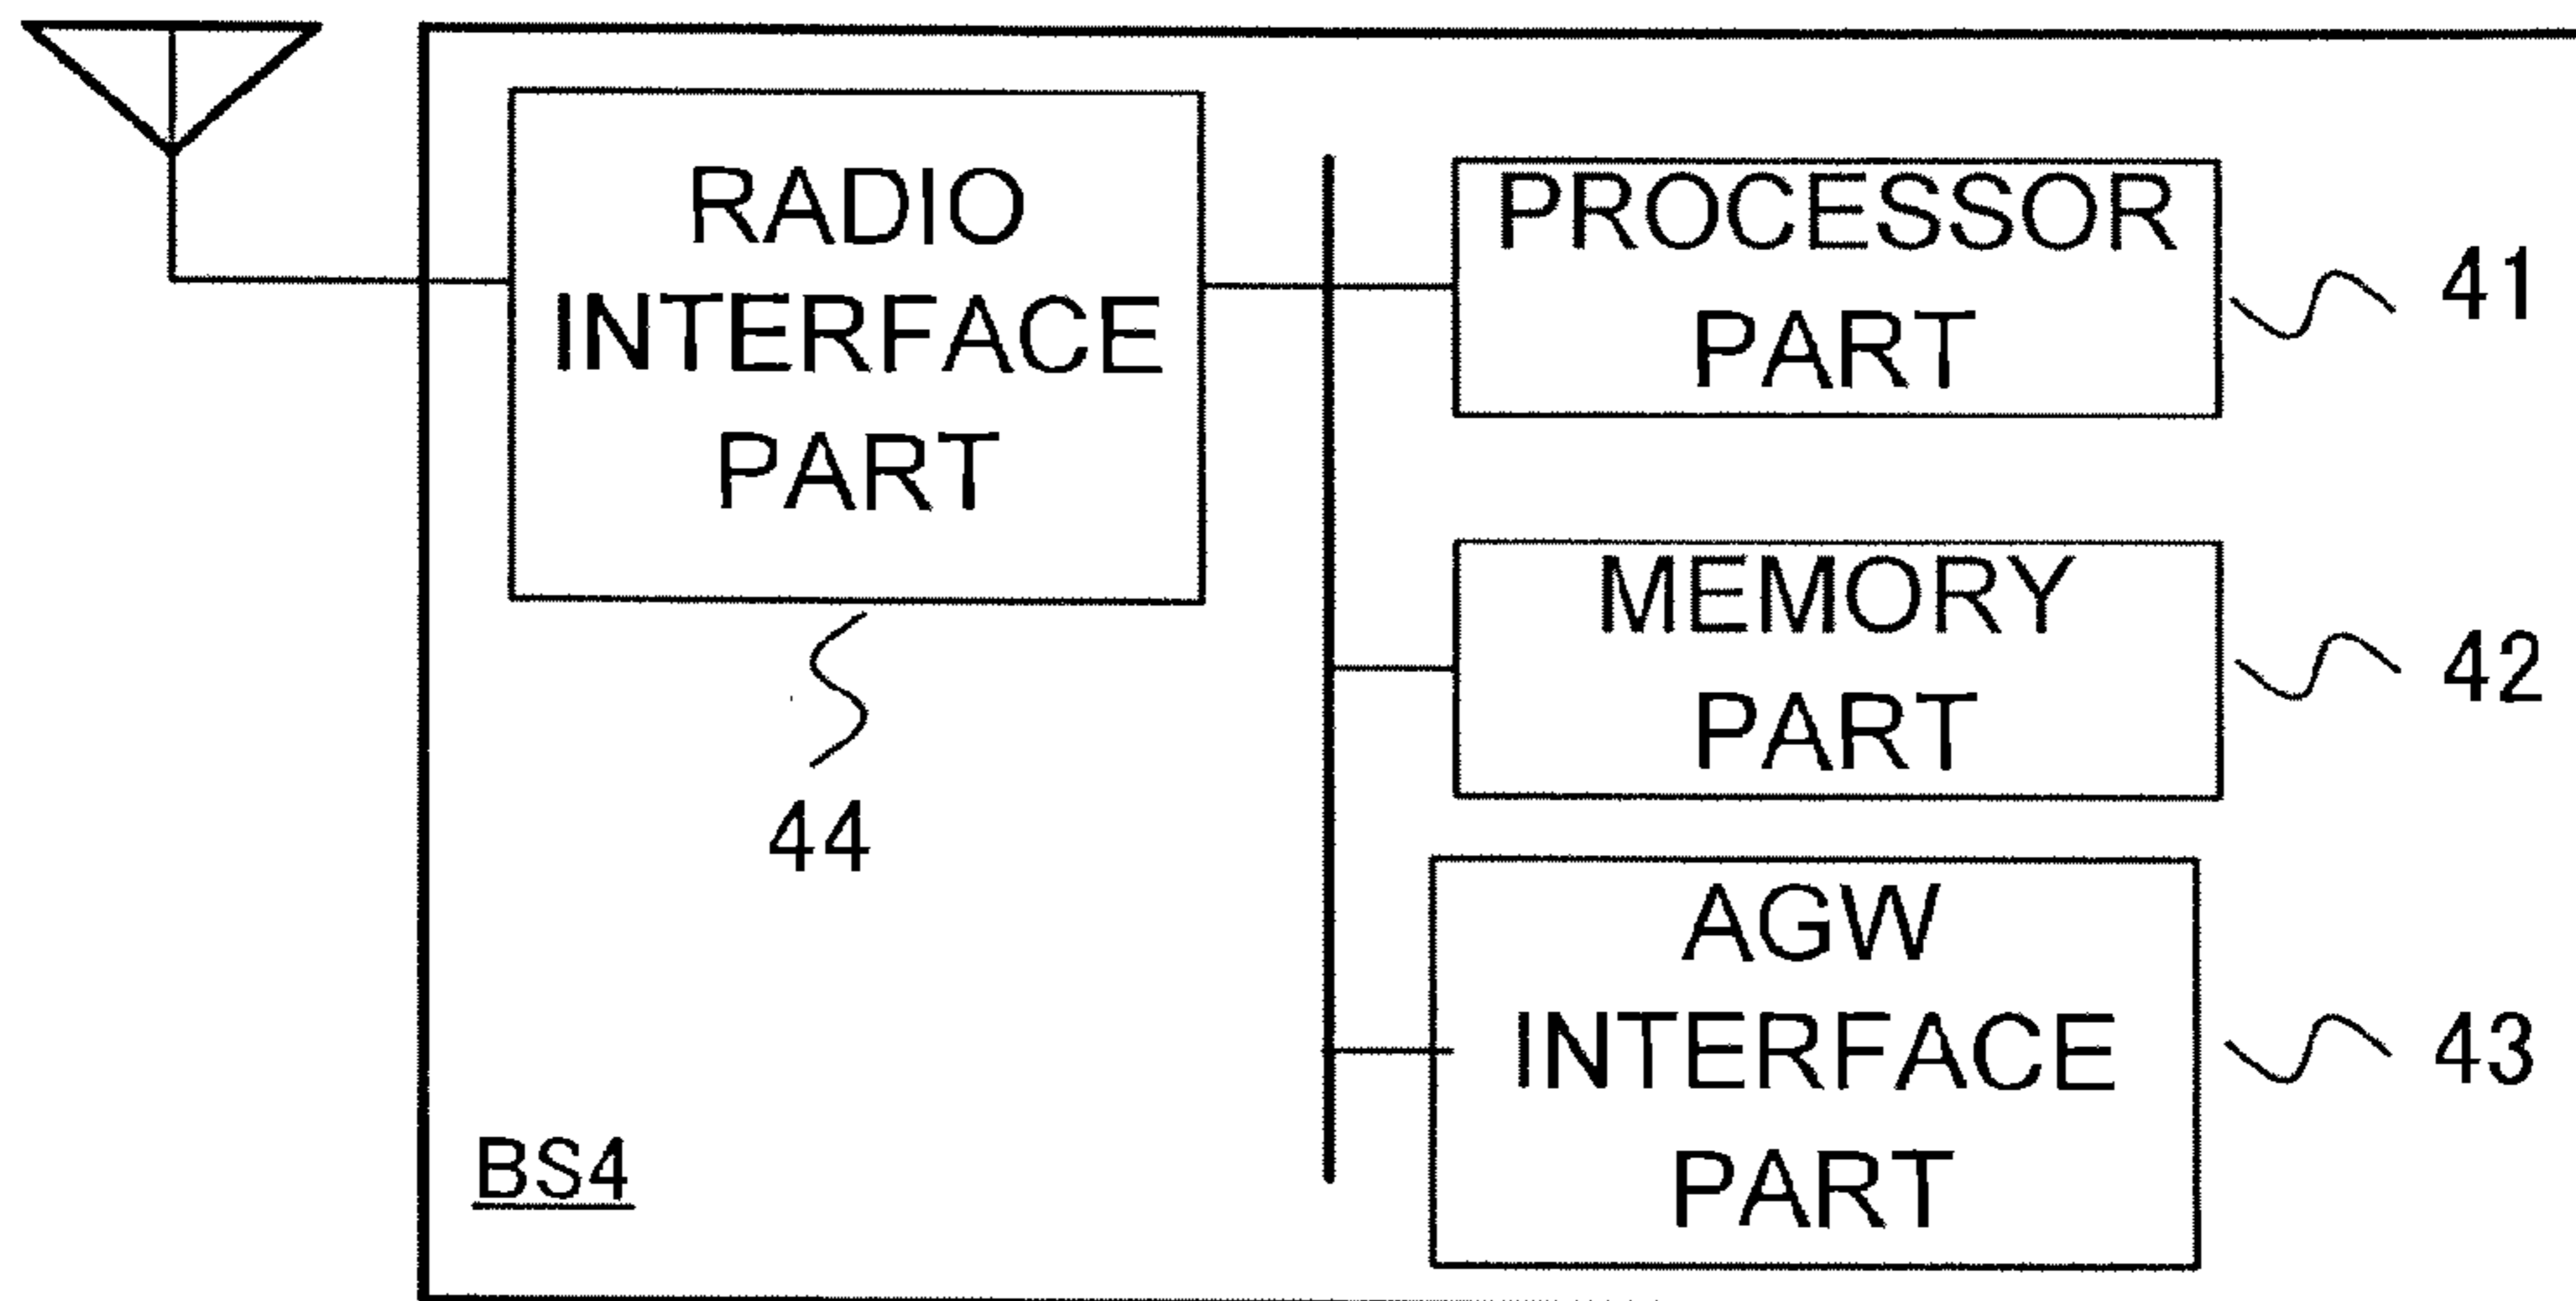 RADIO
INTERFACE
PART
44
PROCESSOR
PART
41
MEMORY
PART
42
AGW
INTERFACE
PART
43
BS4